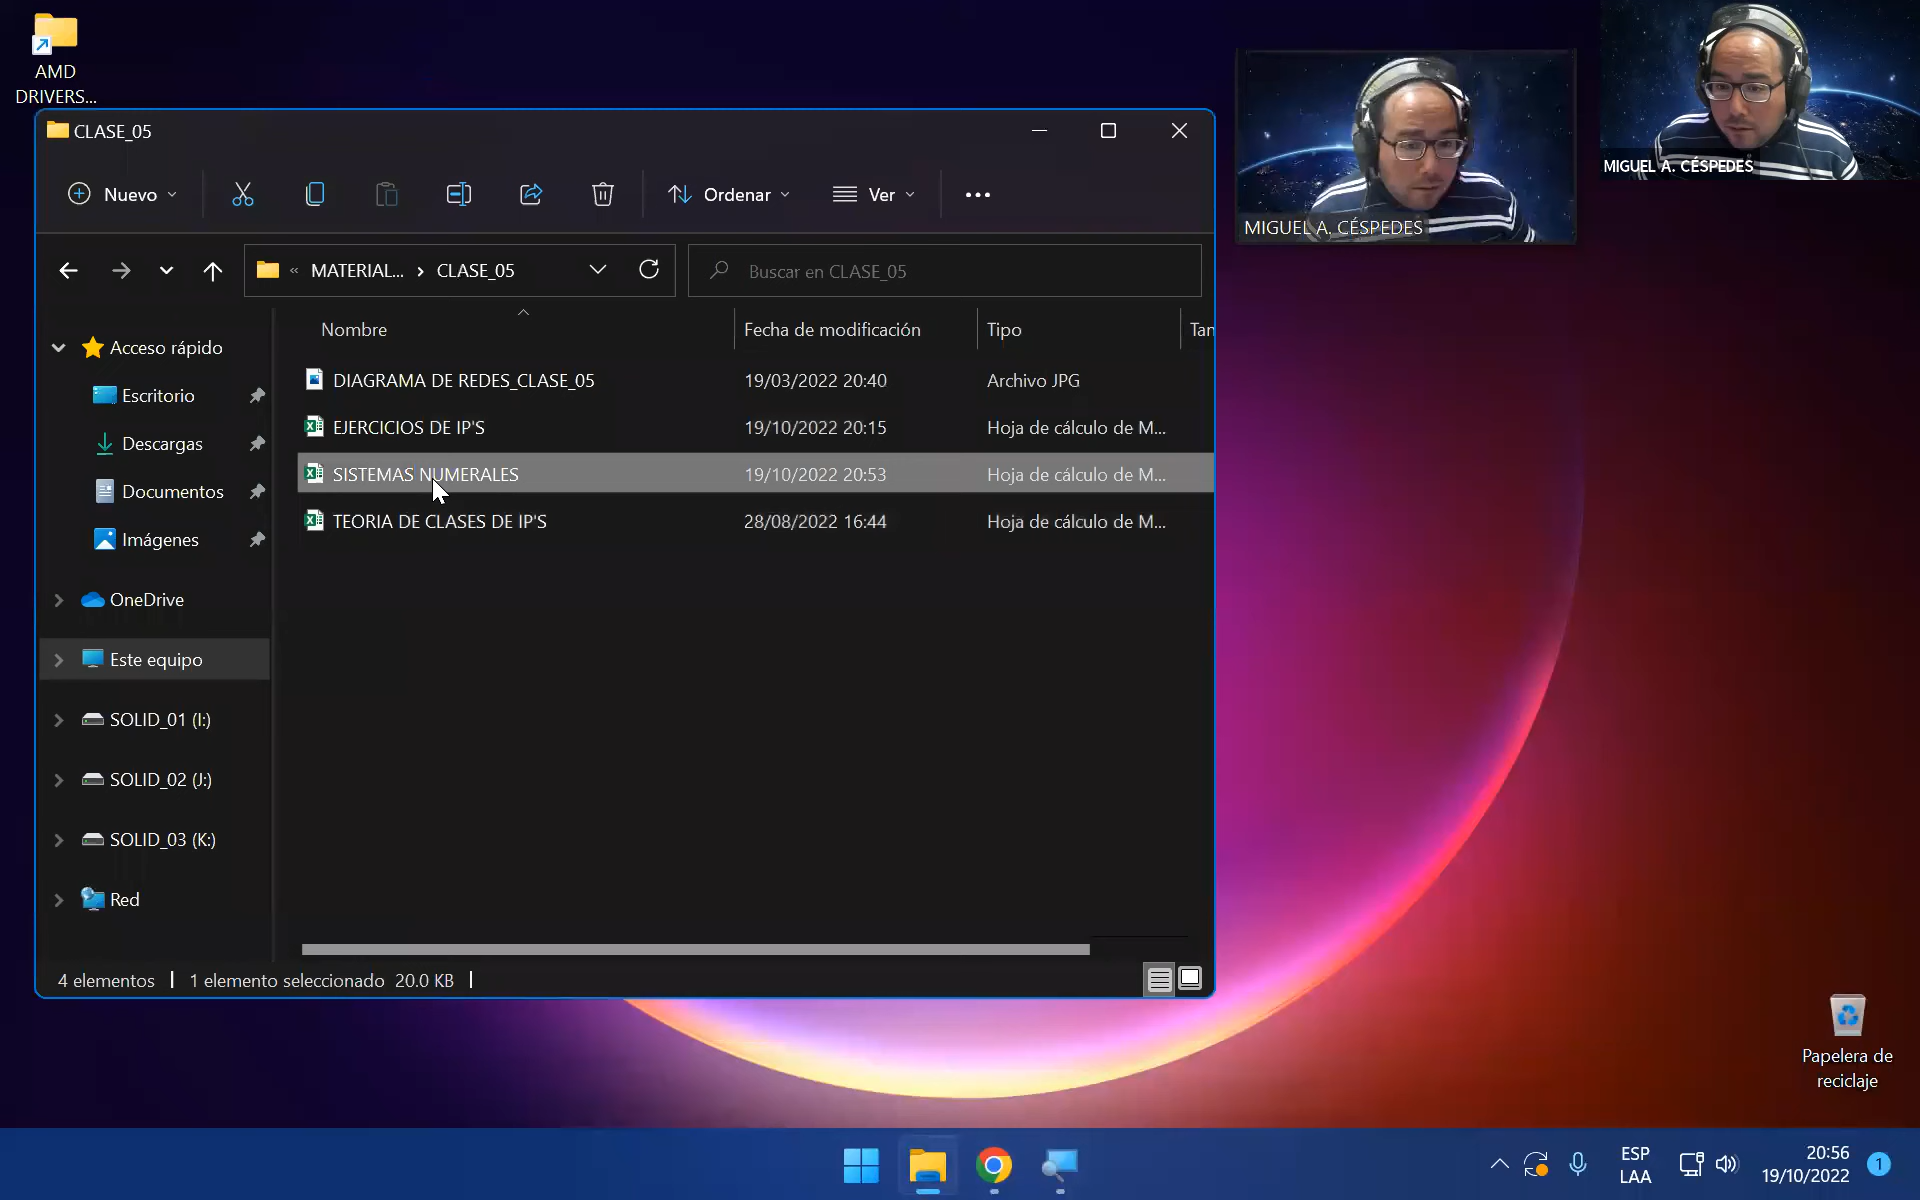 AMD
DRIVERS...
CLASE_05
Nuevo
Ordenar
Ver
« MATERIAL... › CLASE_05
Buscar en CLASE_05
Nombre
Fecha de modificación
Tipo
Tan
DIAGRAMA DE REDES_CLASE_05 19/03/2022 20:40 Archivo JPG
EJERCICIOS DE IP'S 19/10/2022 20:15 Hoja de cálculo de M...
SISTEMAS NUMERALES 19/10/2022 20:53 Hoja de cálculo de M...
TEORIA DE CLASES DE IP'S 28/08/2022 16:44 Hoja de cálculo de M...
Acceso rápido
Escritorio
Descargas
Documentos
Imágenes
OneDrive
Este equipo
SOLID_01 (I:)
SOLID_02 (J:)
SOLID_03 (K:)
Red
4 elementos
1 elemento seleccionado 20.0 KB
MIGUEL A. CÉSPEDES
MIGUEL A. CÉSPEDES
Papelera de
reciclaje
ESP
LAA
20:56
19/10/2022
1